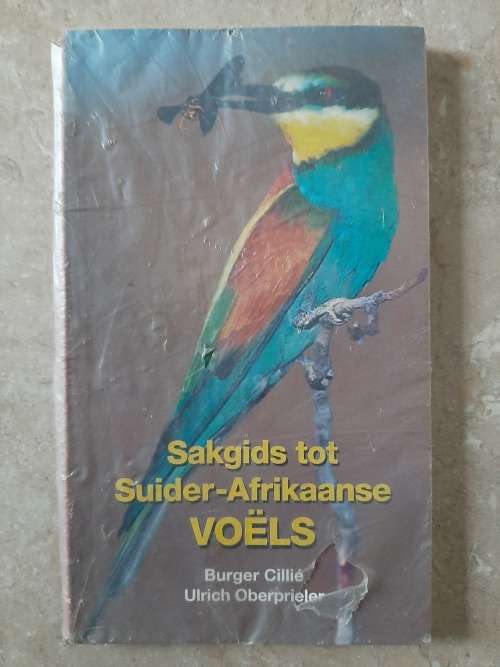 Sakgids tot
Suider-Afrikaanse
VOËLS
Burger Cillié
Ulrich Oberprieler